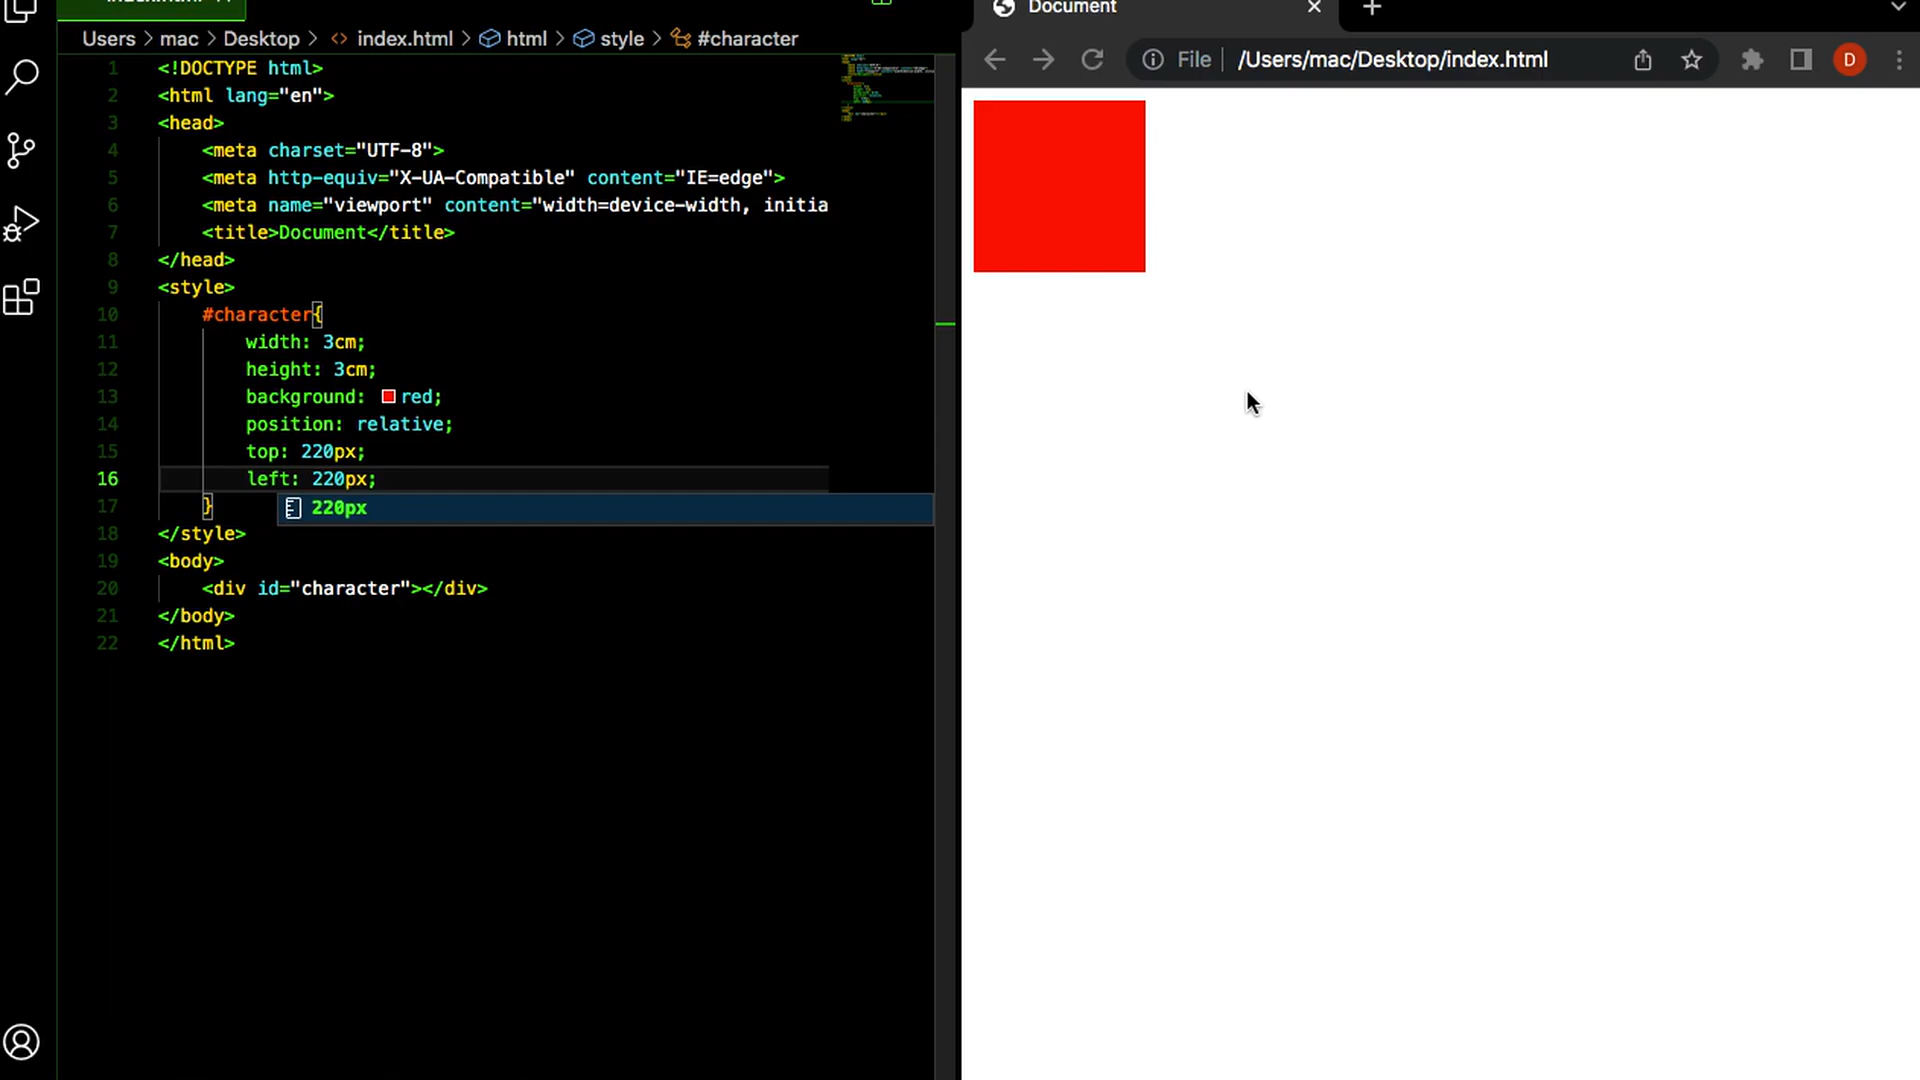 Users > mac > Desktop > <> index.html > html > style > #character
1 <!DOCTYPE html>
2 <html lang="en">
3 <head>
4 <meta charset="UTF-8">
5 <meta http-equiv="X-UA-Compatible" content="IE=edge">
6 <meta name="viewport" content="width=device-width, initia
7 <title>Document</title>
8 </head>
9 <style>
10 #character{
11 width: 3cm;
12 height: 3cm;
13 background: red;
14 position: relative;
15 top: 220px;
16 left: 220px;
17 }
220px
18 </style>
19 <body>
20 <div id="character"></div>
21 </body>
22 </html>
Document
File /Users/mac/Desktop/index.html
D